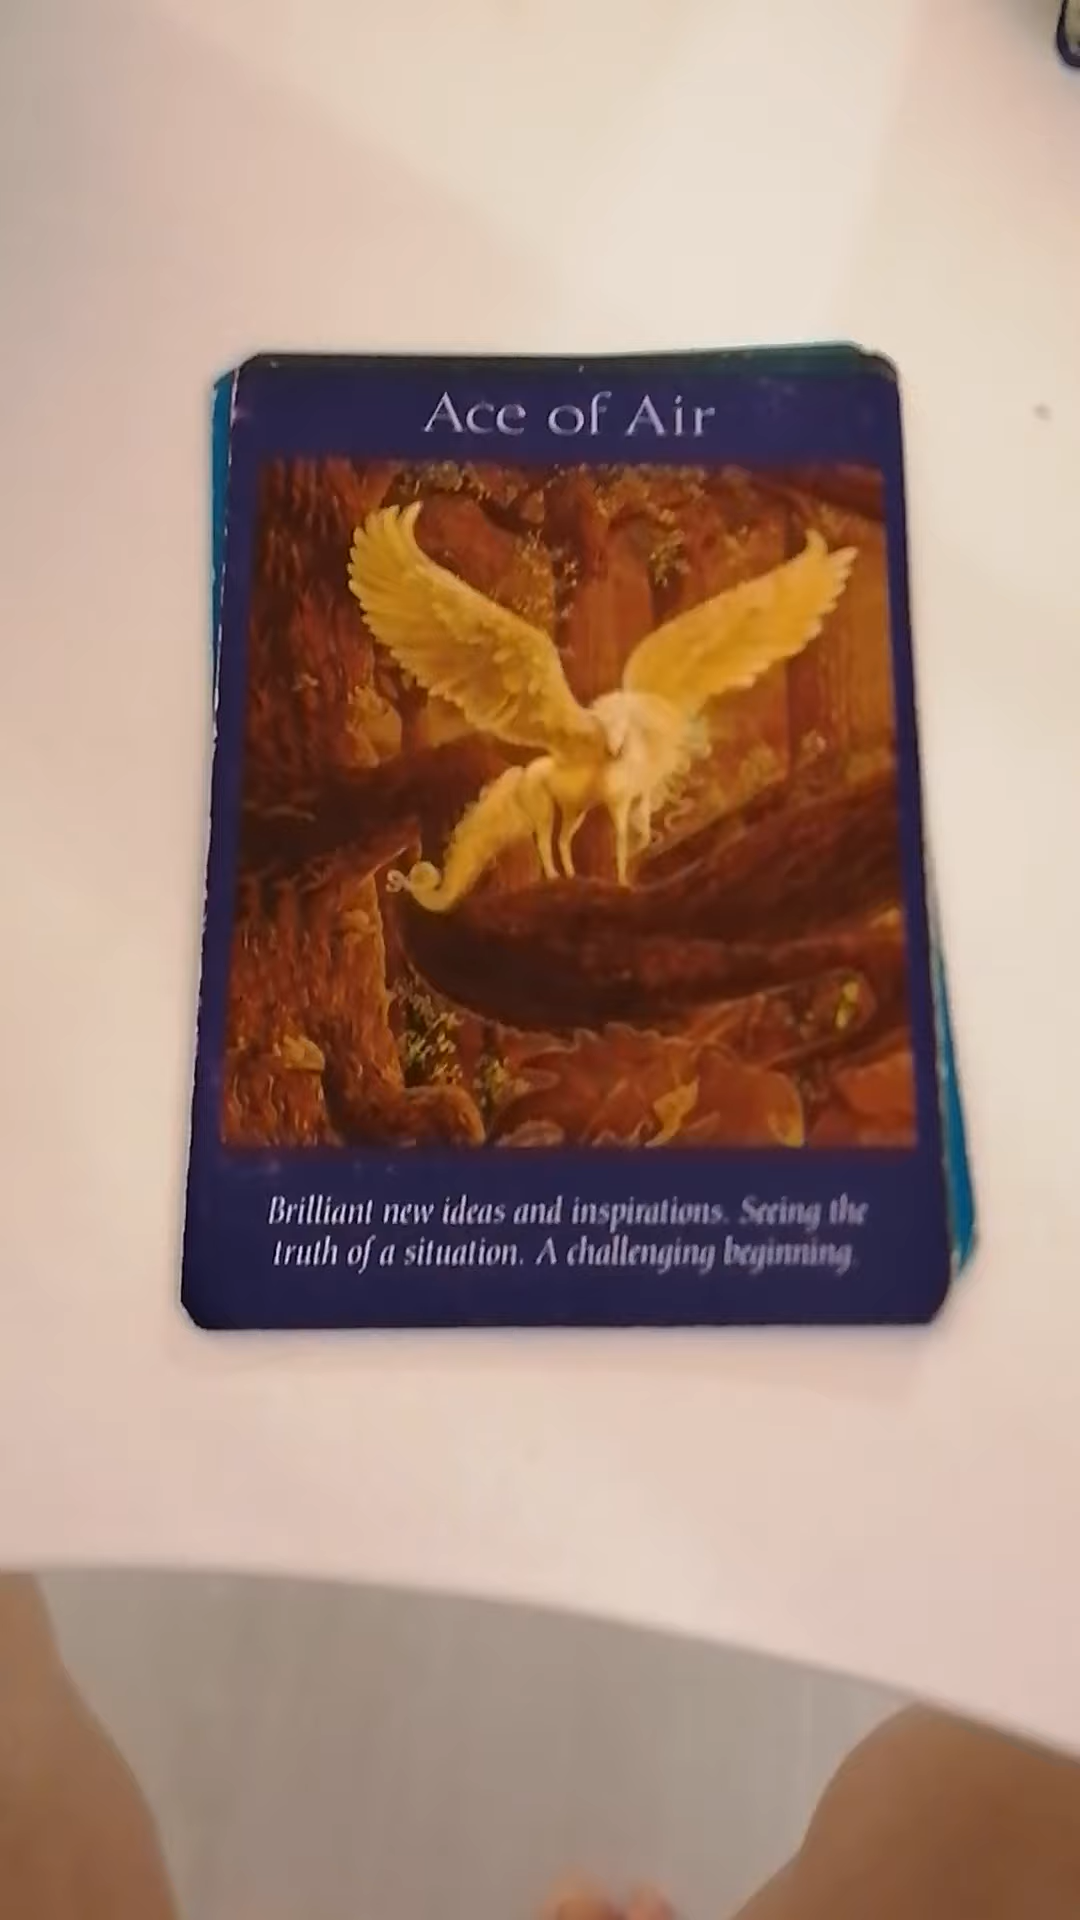 Ace of Air
Brilliant new ideas and inspirations. Seeing the
truth of a situation. A challenging beginning.